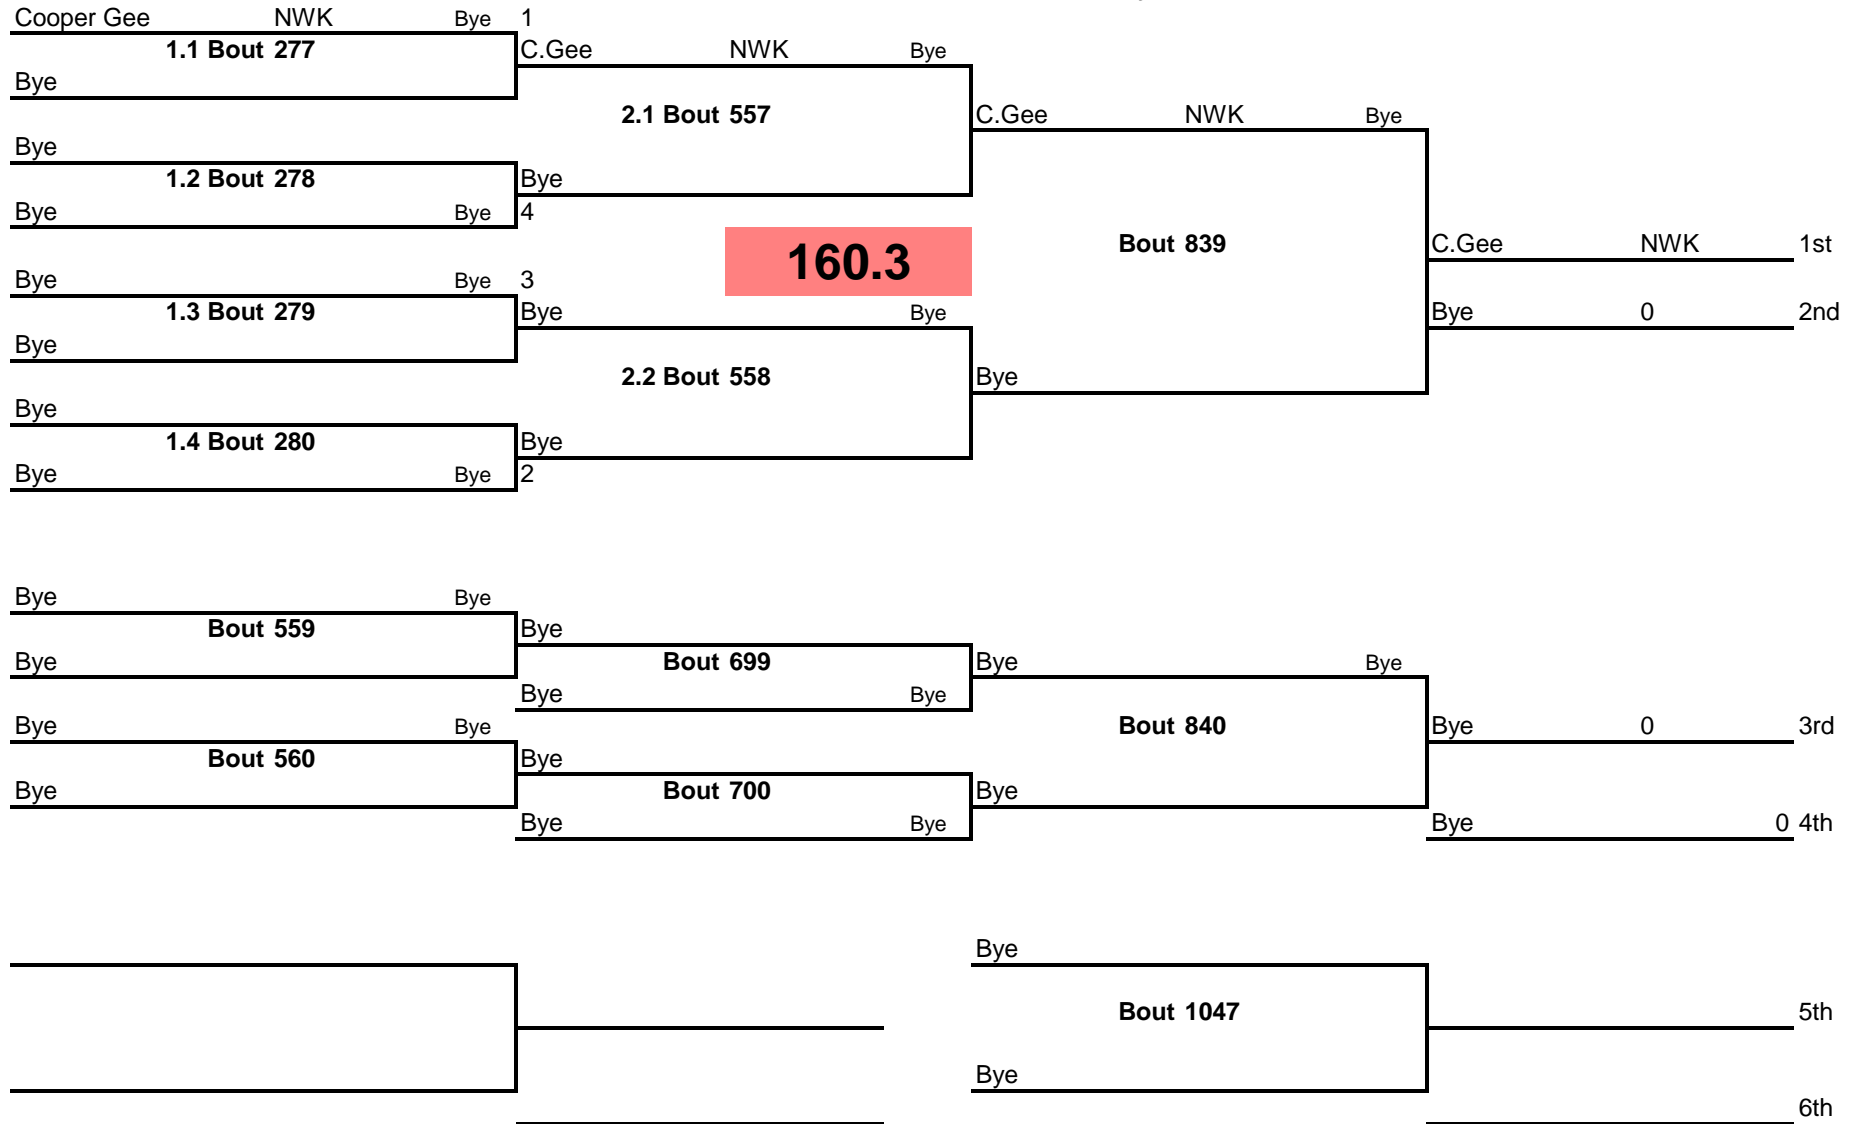 Cooper Gee NWK Bye 1
1.1 Bout 277 C.Gee NWK Bye
Bye
2.1 Bout 557 C.Gee NWK Bye
Bye
1.2 Bout 278 Bye
Bye Bye 4
160.3 Bout 839 C.Gee NWK 1st
Bye Bye 3
1.3 Bout 279 Bye Bye Bye 0 2nd
Bye
2.2 Bout 558 Bye
Bye
1.4 Bout 280 Bye
Bye Bye 2
Bye Bye
Bout 559 Bye
Bye Bout 699 Bye Bye
Bye Bye
Bye Bye Bout 840 Bye 0 3rd
Bout 560 Bye
Bye Bout 700 Bye
Bye Bye Bye 0 4th
Bye
Bout 1047 5th
Bye
6th